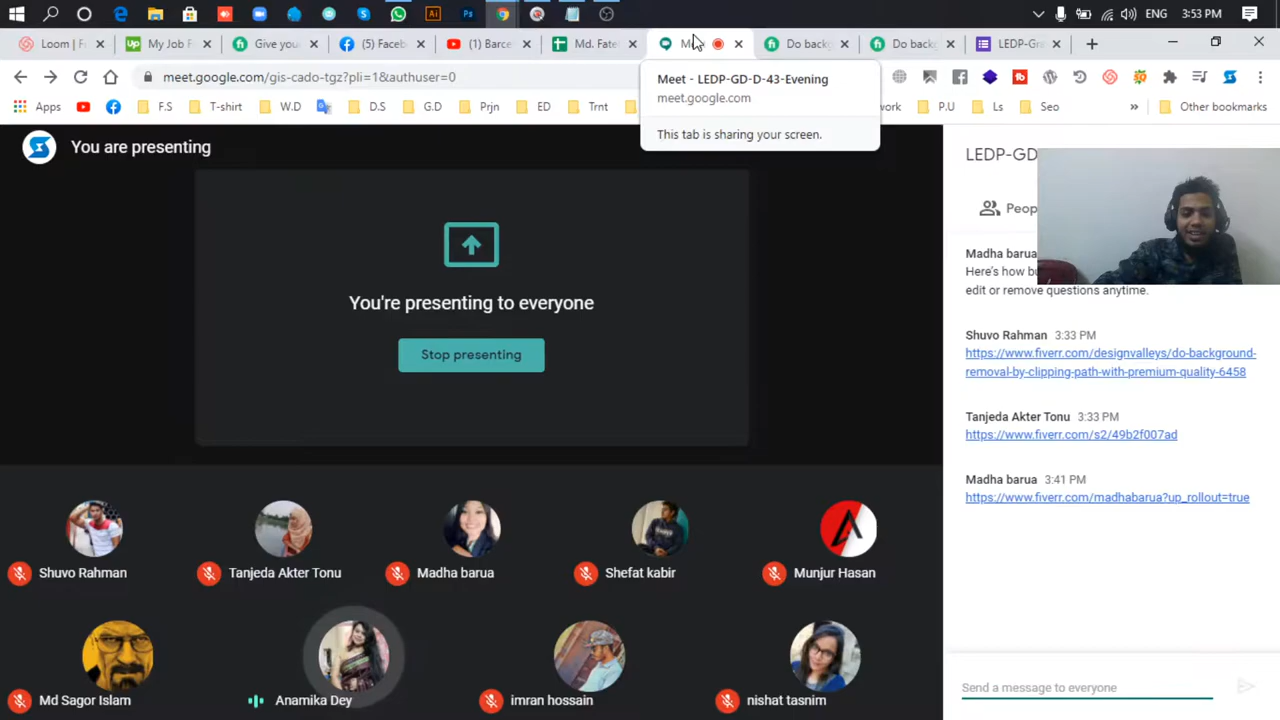 ENG 3:53 PM
Loom | F
My Job F
Give you
(5) Faceb
(1) Barce
Md. Fate
Me
Do back
Do back
LEDP-Gr
meet.google.com/gis-cado-tgz?pli=1&authuser=0
Apps F.S T-shirt W.D D.S G.D Prjn ED Trnt work P.U Ls Seo » Other bookmarks
Meet - LEDP-GD-D-43-Evening
meet.google.com
This tab is sharing your screen.
You are presenting
You're presenting to everyone
Stop presenting
Shuvo Rahman
Tanjeda Akter Tonu
Madha barua
Shefat kabir
Munjur Hasan
Md Sagor Islam
Anamika Dey
imran hossain
nishat tasnim
LEDP-GD
Peop
Madha barua
Here's how bu
edit or remove questions anytime.
Shuvo Rahman 3:33 PM
https://www.fiverr.com/designvalleys/do-background-
removal-by-clipping-path-with-premium-quality-6458
Tanjeda Akter Tonu 3:33 PM
https://www.fiverr.com/s2/49b2f007ad
Madha barua 3:41 PM
https://www.fiverr.com/madhabarua?up_rollout=true
Send a message to everyone